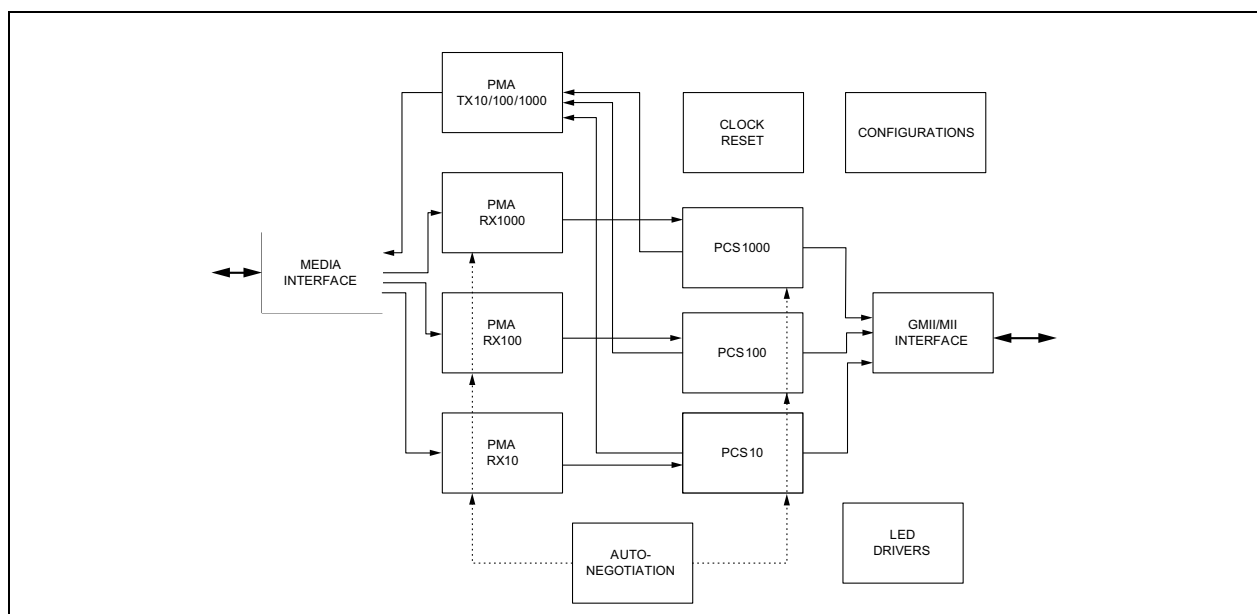 PMA
TX10/100/1000
CLOCK
RESET
CONFIGURATIONS
PMA
RX1000
PCS1000
MEDIA
INTERFACE
PMA
RX100
PCS100
GMII/MII
INTERFACE
PMA
RX10
PCS10
AUTO-
NEGOTIATION
LED
DRIVERS